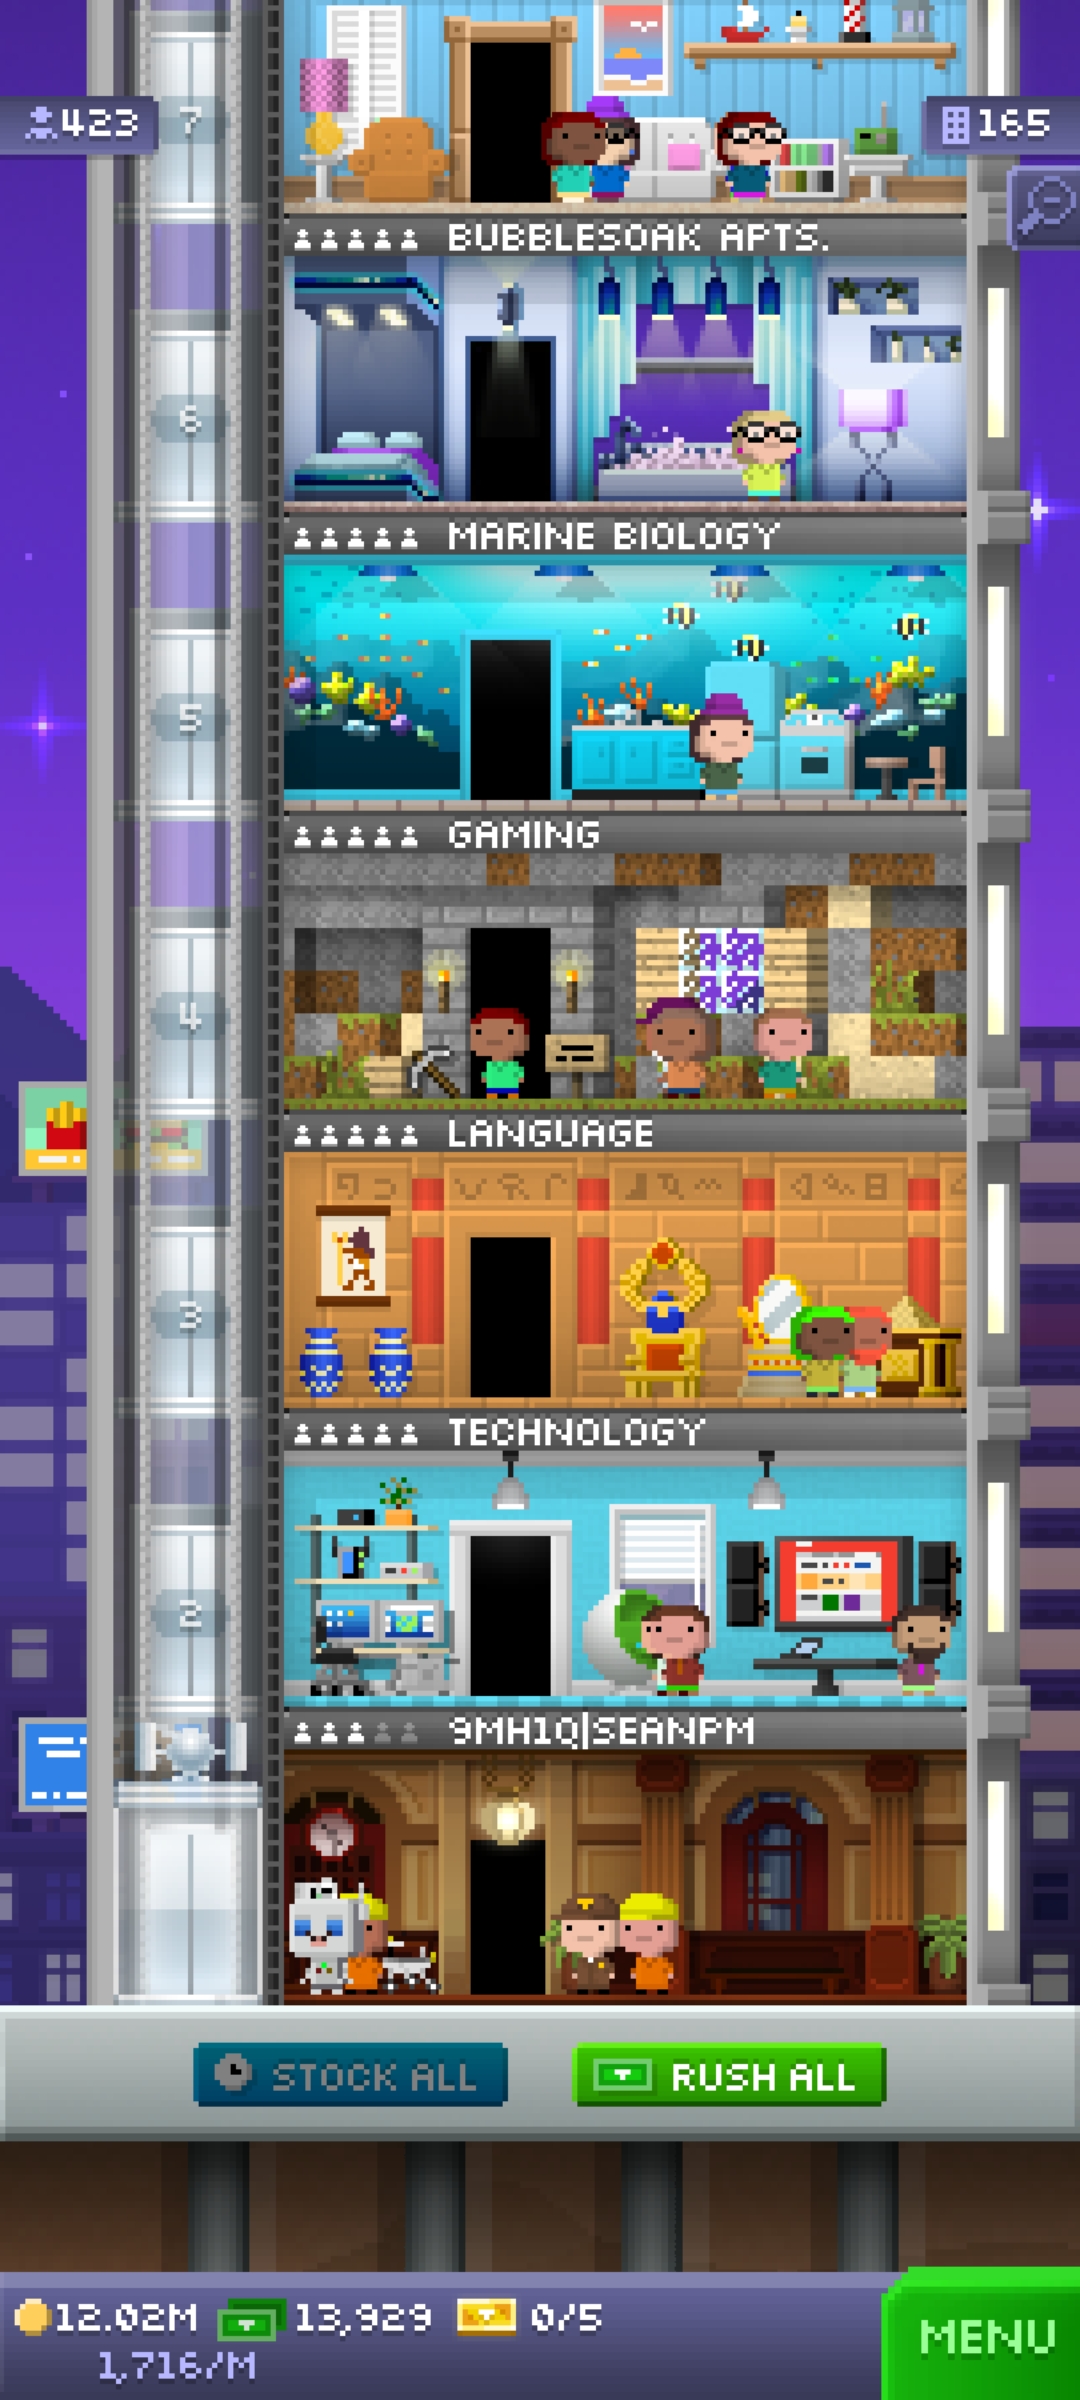 7
423
165
BUBBLESOAK APTS.
6
MARINE BIOLOGY
5
GAMING
4
LANGUAGE
3
TECHNOLOGY
2
9MH1Q|SEANPM
STOCK ALL
RUSH ALL
12.02M
13,929
0/5
1,716/M
MENU